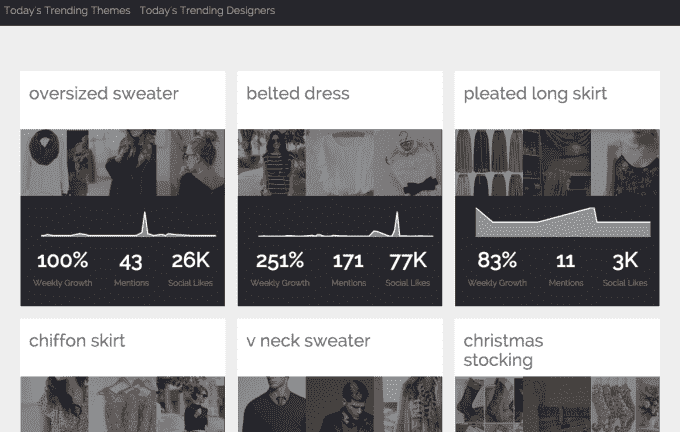 Today's Trending Themes Today's Trending Designers
oversized sweater
belted dress
pleated long skirt
100% 43 26K
Weekly Growth Mentions Social Likes
251% 171 77K
Weekly Growth Mentions Social Likes
83% 11 3K
Weekly Growth Mentions Social Likes
chiffon skirt
v neck sweater
christmas
stocking